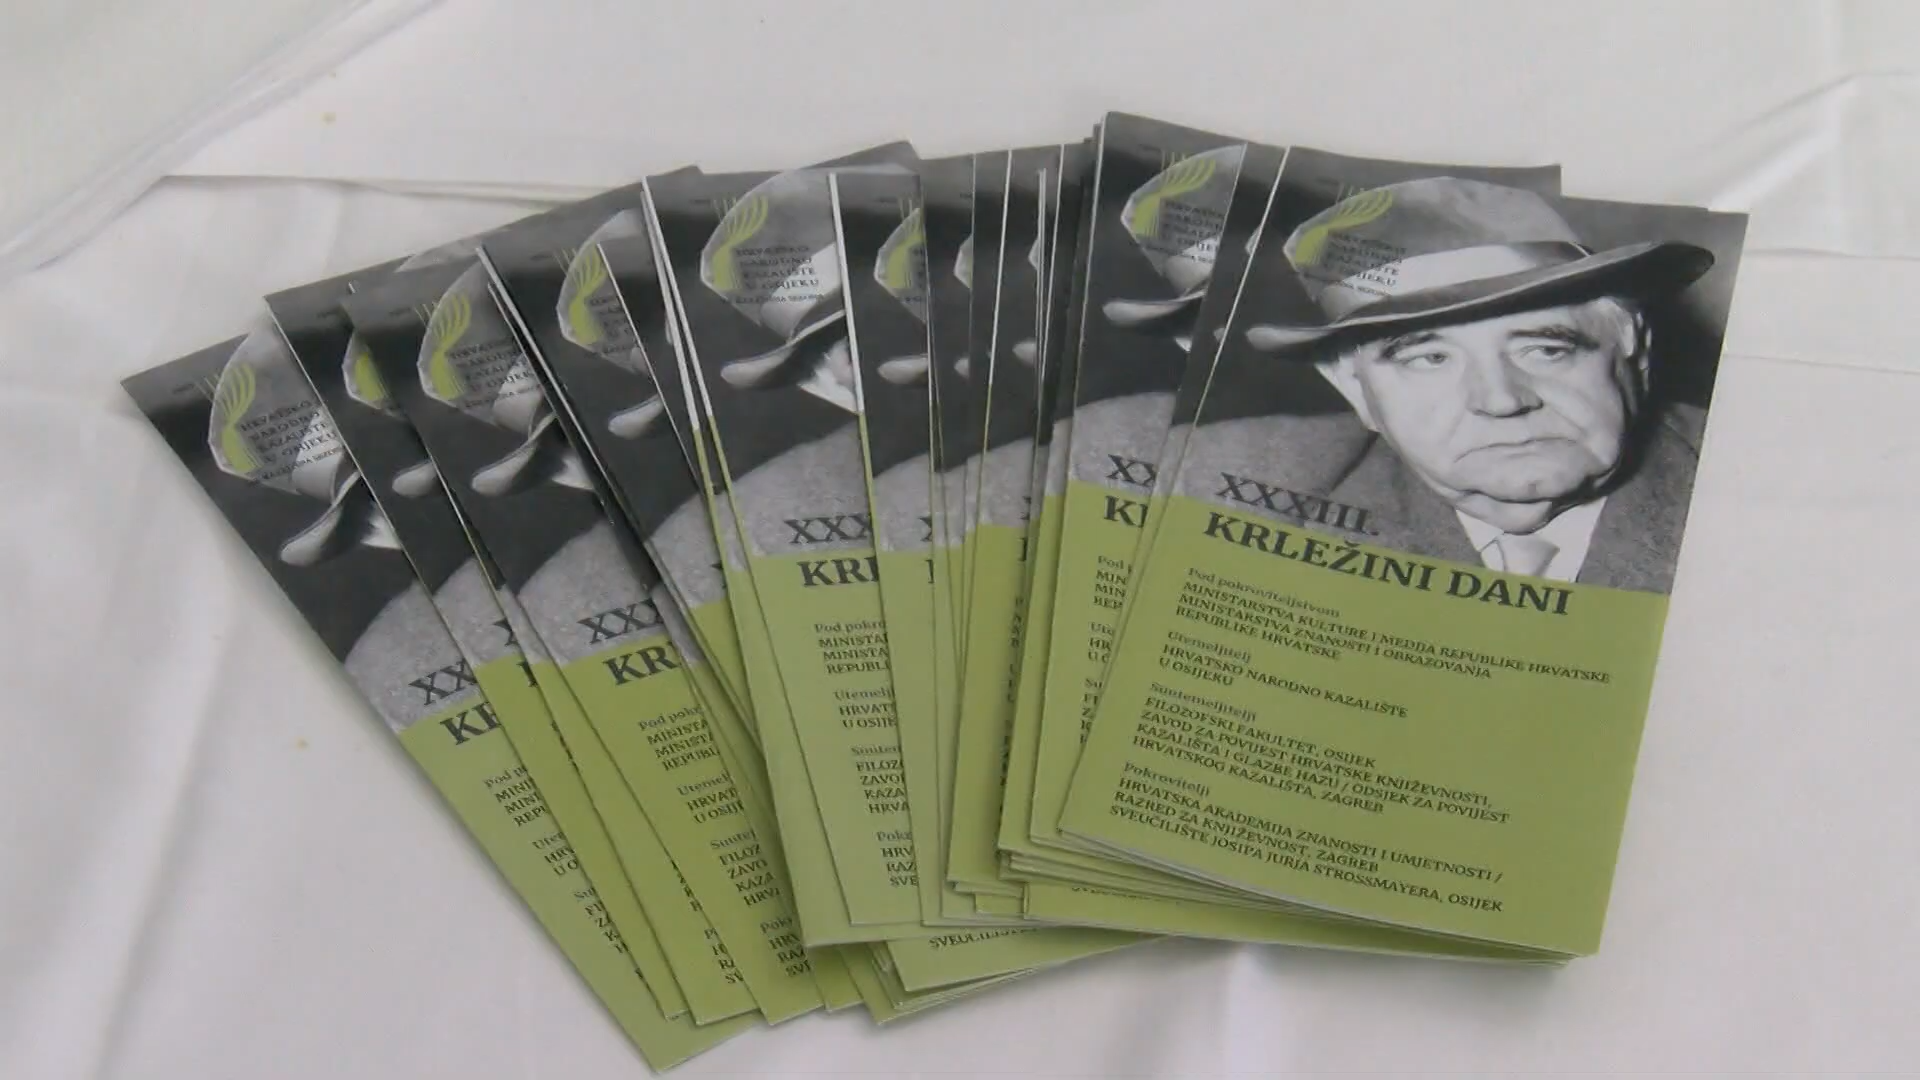 HRVATSKO
NARODNO
KAZALIŠTE
U OSIJEKU
XXXIII.
KRLEŽINI DANI
Pod pokroviteljstvom
MINISTARSTVA KULTURE I MEDIJA REPUBLIKE HRVATSKE
MINISTARSTVA ZNANOSTI I OBRAZOVANJA
REPUBLIKE HRVATSKE
Utemeljitelj
HRVATSKO NARODNO KAZALIŠTE
U OSIJEKU
Suutemeljitelji
FILOZOFSKI FAKULTET, OSIJEK
ZAVOD ZA POVIJEST HRVATSKE KNJIŽEVNOSTI,
KAZALIŠTA I GLAZBE HAZU / ODSJEK ZA POVIJEST
HRVATSKOG KAZALIŠTA, ZAGREB
Pokrovitelji
HRVATSKA AKADEMIJA ZNANOSTI I UMJETNOSTI /
RAZRED ZA KNJIŽEVNOST, ZAGREB
SVEUČILIŠTE JOSIPA JURJA STROSSMAYERA, OSIJEK